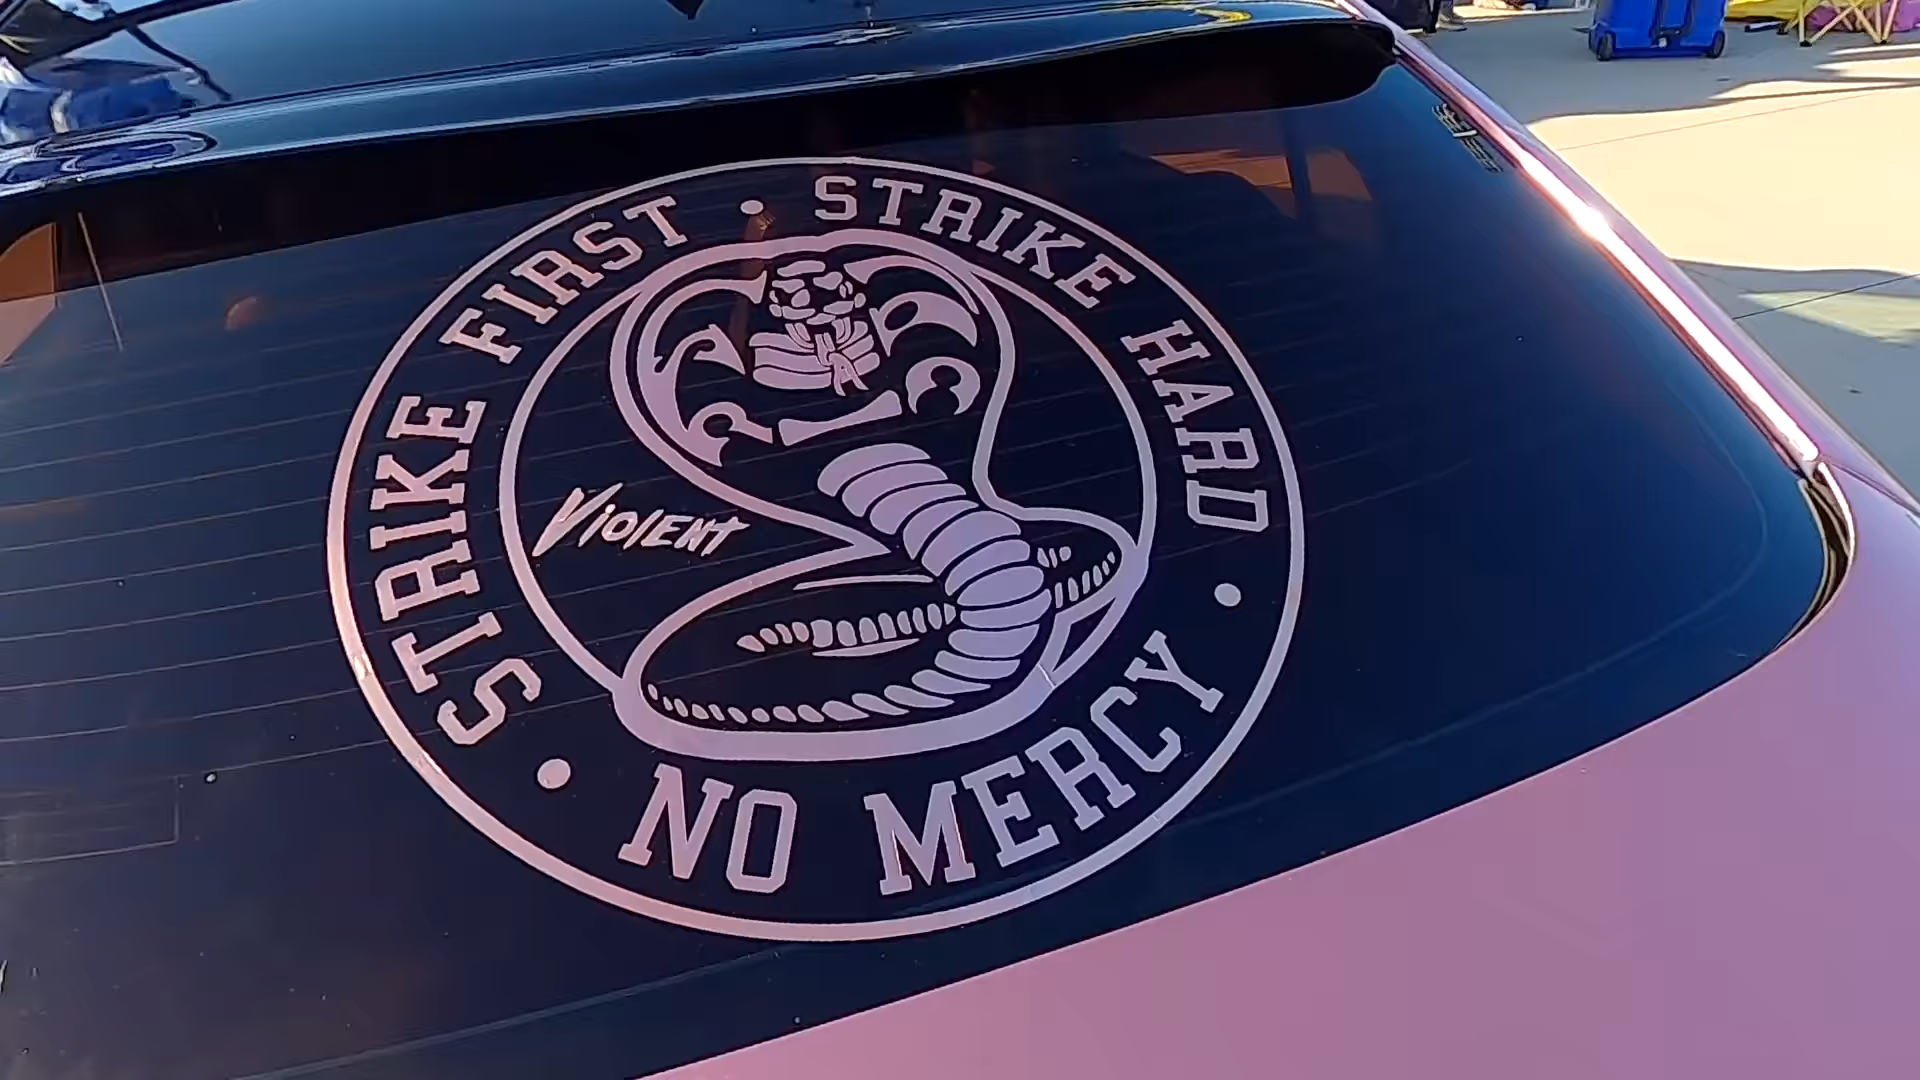 STRIKE FIRST • STRIKE HARD • NO MERCY •
ViolENT